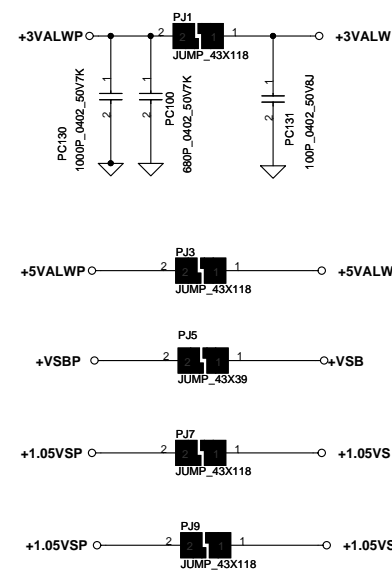 PJ1
+3VALWP 2 2 1 1 +3VALW
JUMP_43X118
1 1 1
2 2 2
PC130
1000P_0402_50V7K
PC100
680P_0402_50V7K
PC131
100P_0402_50V8J
PJ3
+5VALWP 2 2 1 1 +5VALW
JUMP_43X118
PJ5
+VSBP 2 2 1 1 +VSB
JUMP_43X39
PJ7
+1.05VSP 2 2 1 1 +1.05VS
JUMP_43X118
PJ9
+1.05VSP 2 2 1 1 +1.05VS
JUMP_43X118